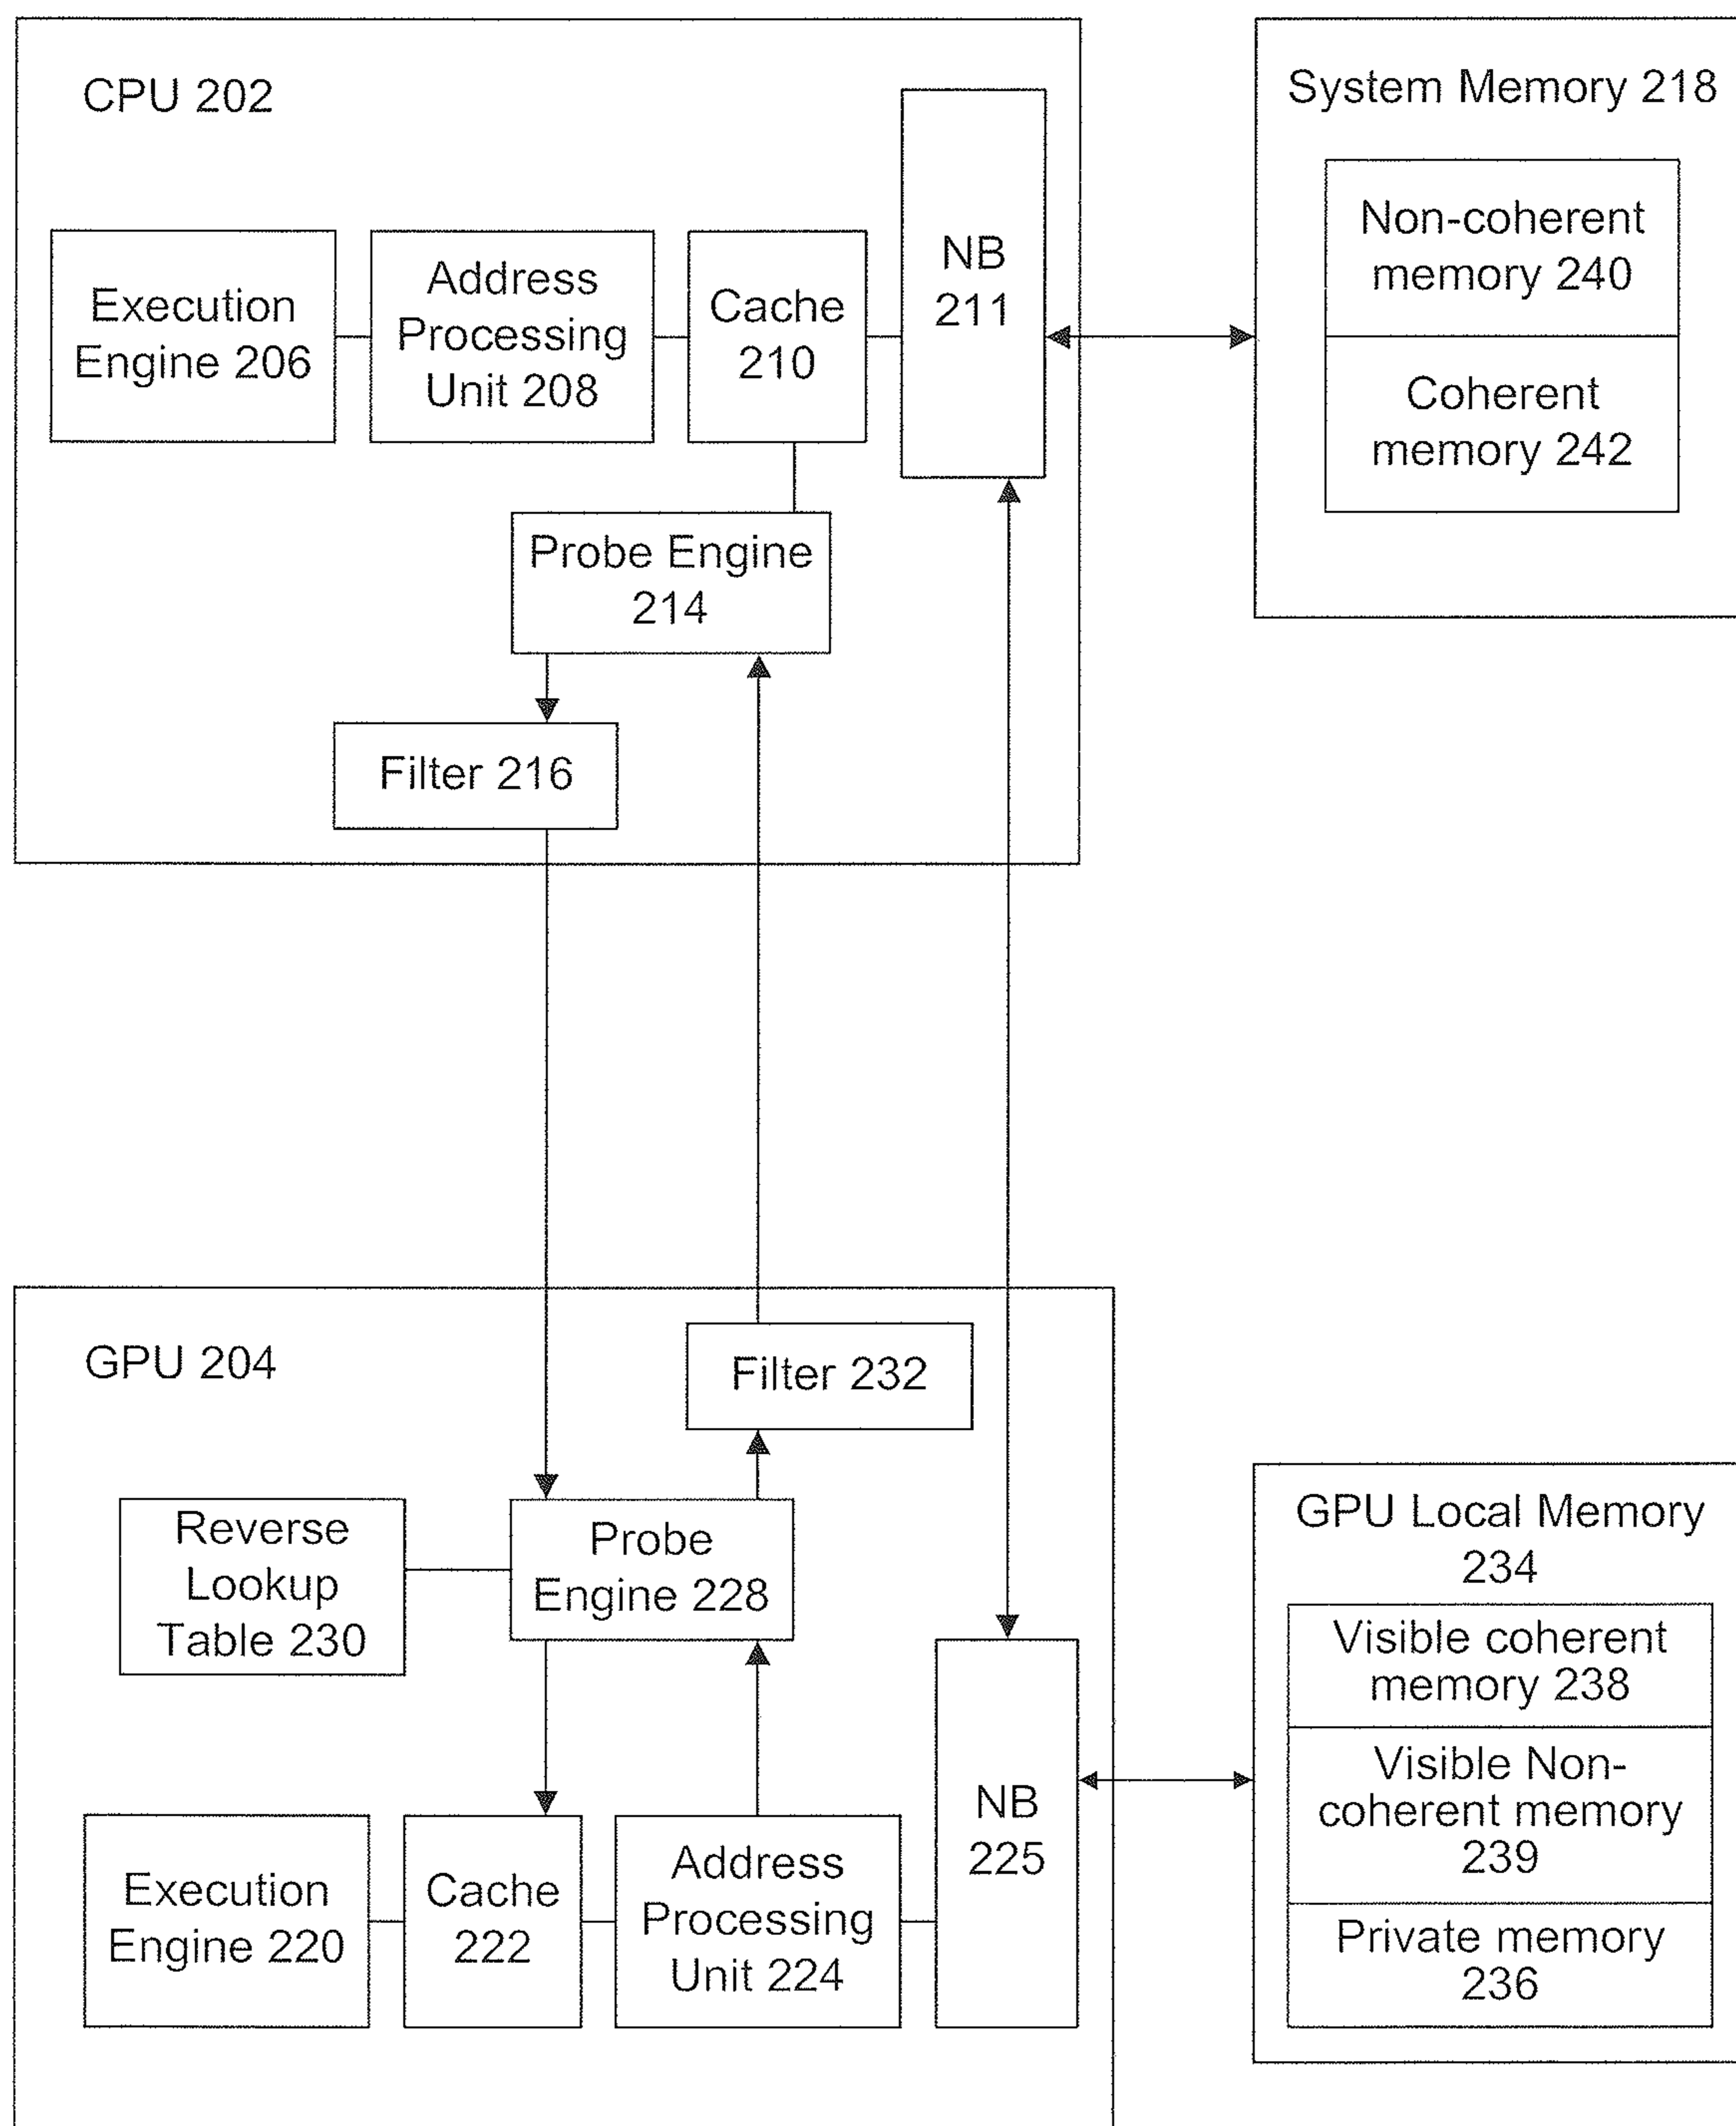 CPU 202
System Memory 218
NB
211
Non-coherent
memory 240
Coherent
memory 242
Execution
Engine 206
Address
Processing
Unit 208
Cache
210
Probe Engine
214
Filter 216
GPU 204
Filter 232
Reverse
Lookup
Table 230
Probe
Engine 228
GPU Local Memory
234
Visible coherent
memory 238
Visible Non-
coherent memory
239
Private memory
236
NB
225
Execution
Engine 220
Cache
222
Address
Processing
Unit 224